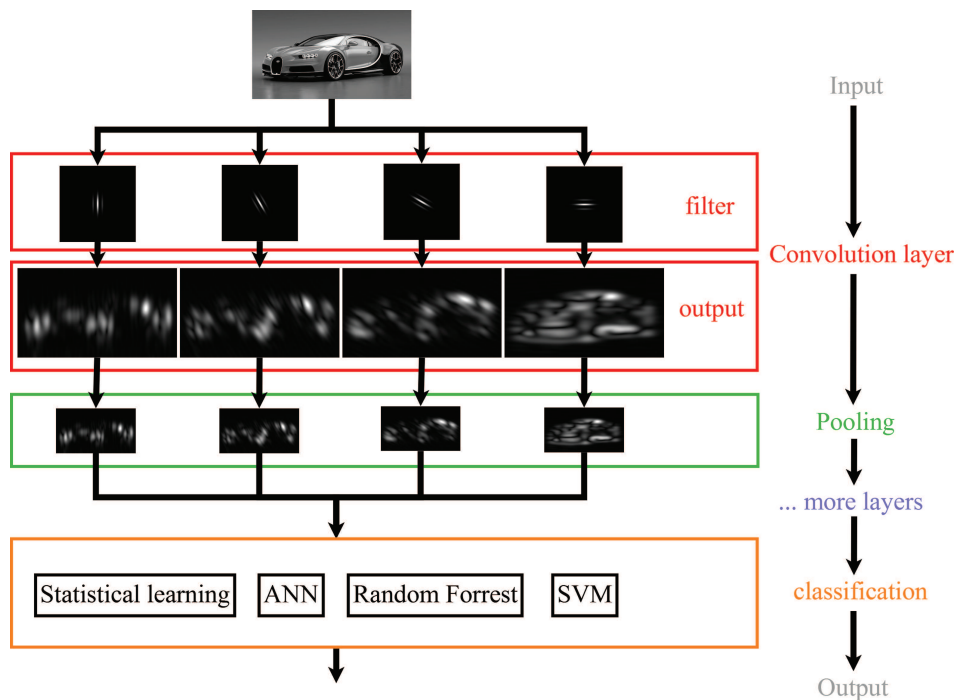 Input
filter
Convolution layer
output
Pooling
... more layers
Statistical learning
ANN
Random Forrest
SVM
classification
Output